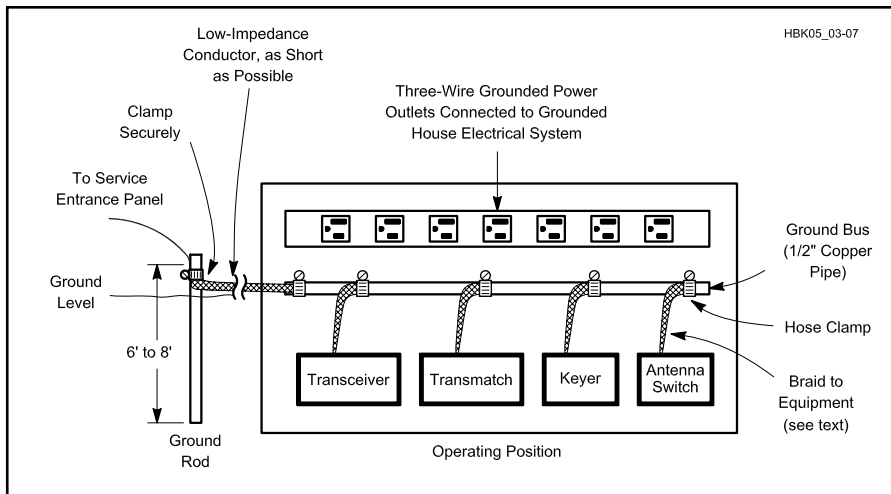 HBK05_03-07
Low-Impedance
Conductor, as Short
as Possible
Three-Wire Grounded Power
Outlets Connected to Grounded
House Electrical System
Clamp
Securely
To Service
Entrance Panel
Ground Bus
(1/2" Copper
Pipe)
Ground
Level
Hose Clamp
6' to 8'
Transceiver
Transmatch
Keyer
Antenna
Switch
Braid to
Equipment
(see text)
Ground
Rod
Operating Position